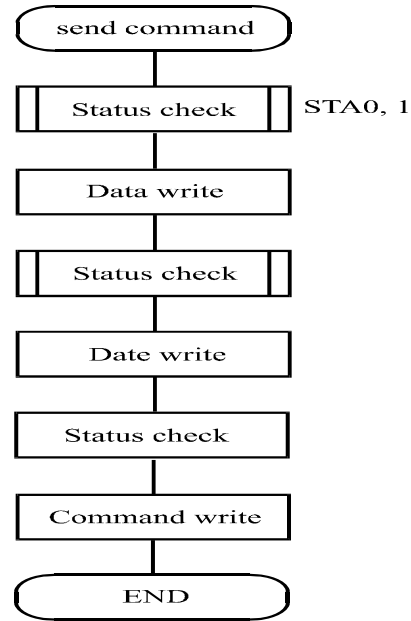 send command
Status check
STA0, 1
Data write
Status check
Date write
Status check
Command write
END